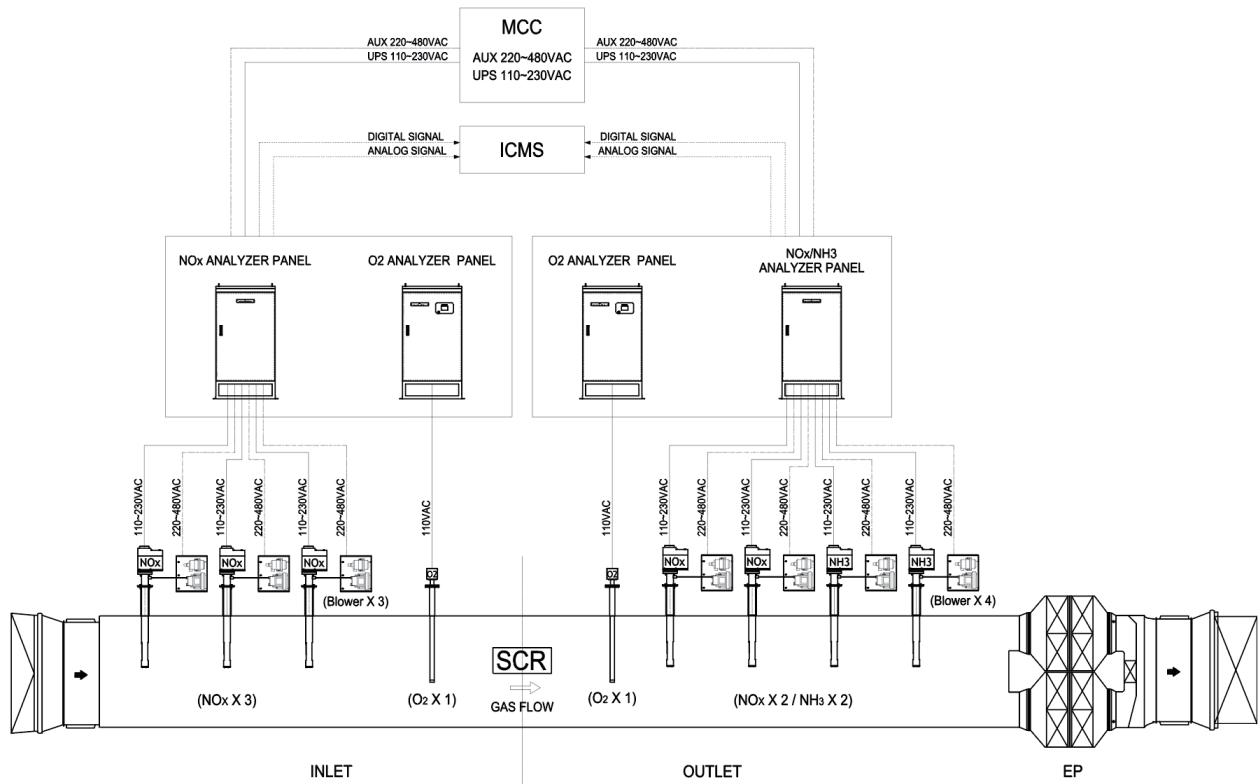 MCC
AUX 220~480VAC
UPS 110~230VAC
AUX 220~480VAC
UPS 110~230VAC
AUX 220~480VAC
UPS 110~230VAC
DIGITAL SIGNAL
ANALOG SIGNAL
ICMS
DIGITAL SIGNAL
ANALOG SIGNAL
NOx ANALYZER PANEL
O2 ANALYZER PANEL
O2 ANALYZER PANEL
NOx/NH3
ANALYZER PANEL
110~230VAC
220~480VAC
110~230VAC
220~480VAC
110~230VAC
220~480VAC
110VAC
110VAC
110~230VAC
220~480VAC
110~230VAC
220~480VAC
110~230VAC
220~480VAC
110~230VAC
220~480VAC
NOx
NOx
NOx
O2
O2
NOx
NOx
NH3
NH3
(Blower X 3)
(Blower X 4)
SCR
GAS FLOW
(NOx X 3)
(O2 X 1)
(O2 X 1)
(NOx X 2 / NH3 X 2)
INLET
OUTLET
EP